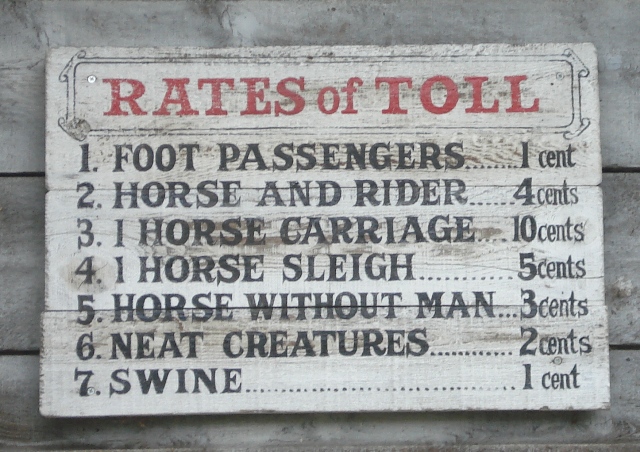 RATES of TOLL
1. FOOT PASSENGERS......1 cent
2. HORSE AND RIDER.....4cents
3. 1 HORSE CARRIAGE....10cents
4. 1 HORSE SLEIGH...........5cents
5. HORSE WITHOUT MAN...3cents
6. NEAT CREATURES............2cents
7. SWINE.................................1 cent